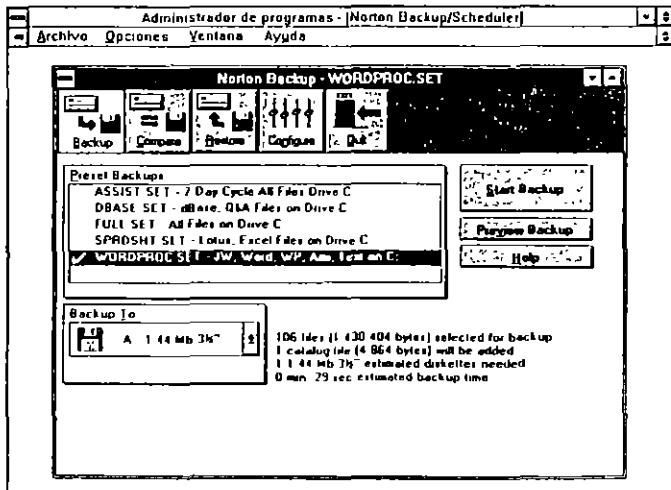 Administrador de programas - [Norton Backup/Scheduler]
Archivo Opciones Ventana Ayuda
Norton Backup - WORDPROC.SET
Backup Compare Restore Configure Quit
Preset Backups
ASSIST SET - 7 Day Cycle All Files Drive C
DBASE SET - dBase, Q&A Files on Drive C
FULL SET - All Files on Drive C
SPRDSHT SET - Lotus, Excel Files on Drive C
WORDPROC SET - JW, Word, WP, Ami, Text on C:
Start Backup
Preview Backup
Help
Backup To
A 1 44 Mb 3½"
106 files (1 430 404 bytes) selected for backup
1 catalog file (4 864 bytes) will be added
1 1 44 Mb 3½" estimated diskettes needed
0 min 29 sec estimated backup time